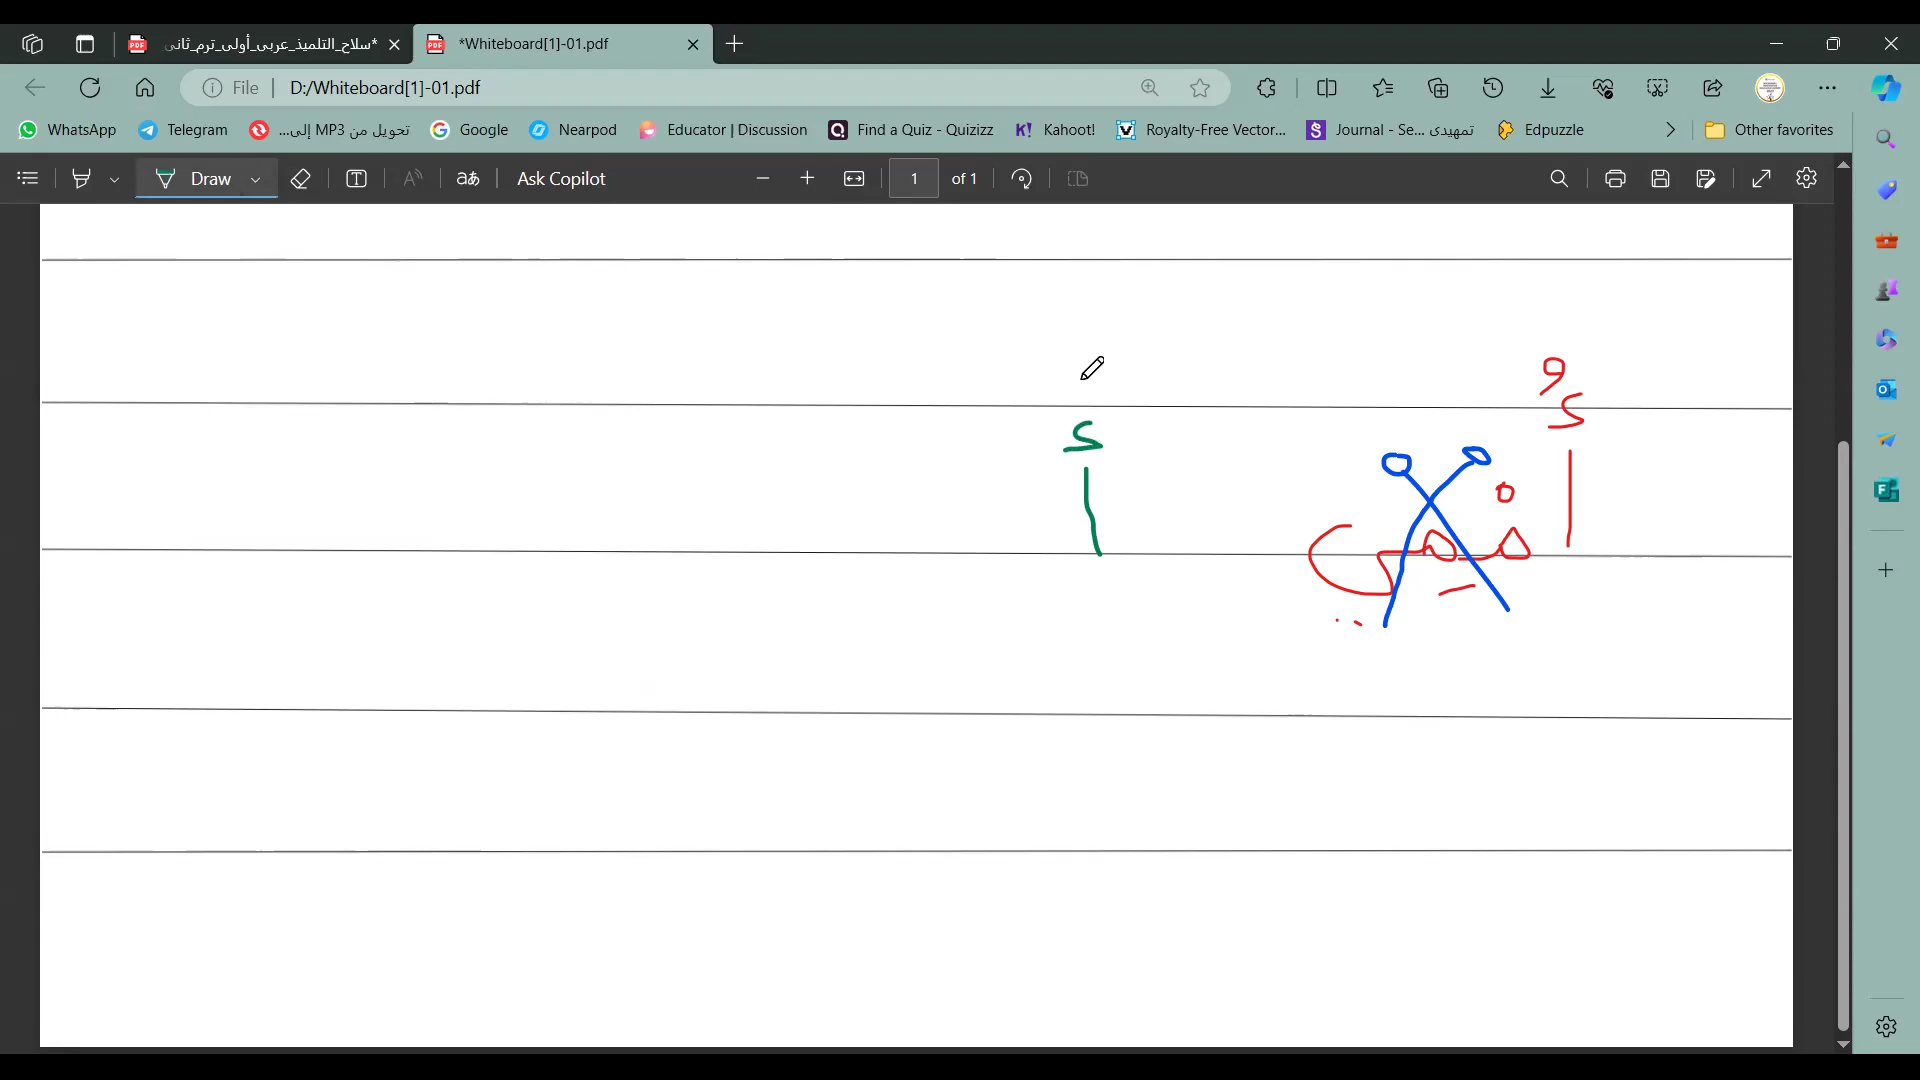 سلاح_التلميذ_عربى_أولى_ترم_ثانى*
*Whiteboard[1]-01.pdf
File
D:/Whiteboard[1]-01.pdf
WhatsApp
Telegram
تحويل من MP3 إلى...
Google
Nearpod
Educator | Discussion
Find a Quiz - Quizizz
Kahoot!
Royalty-Free Vector...
Journal - Se... تمهيدى
Edpuzzle
Other favorites
Draw
Ask Copilot
1
of 1
أ